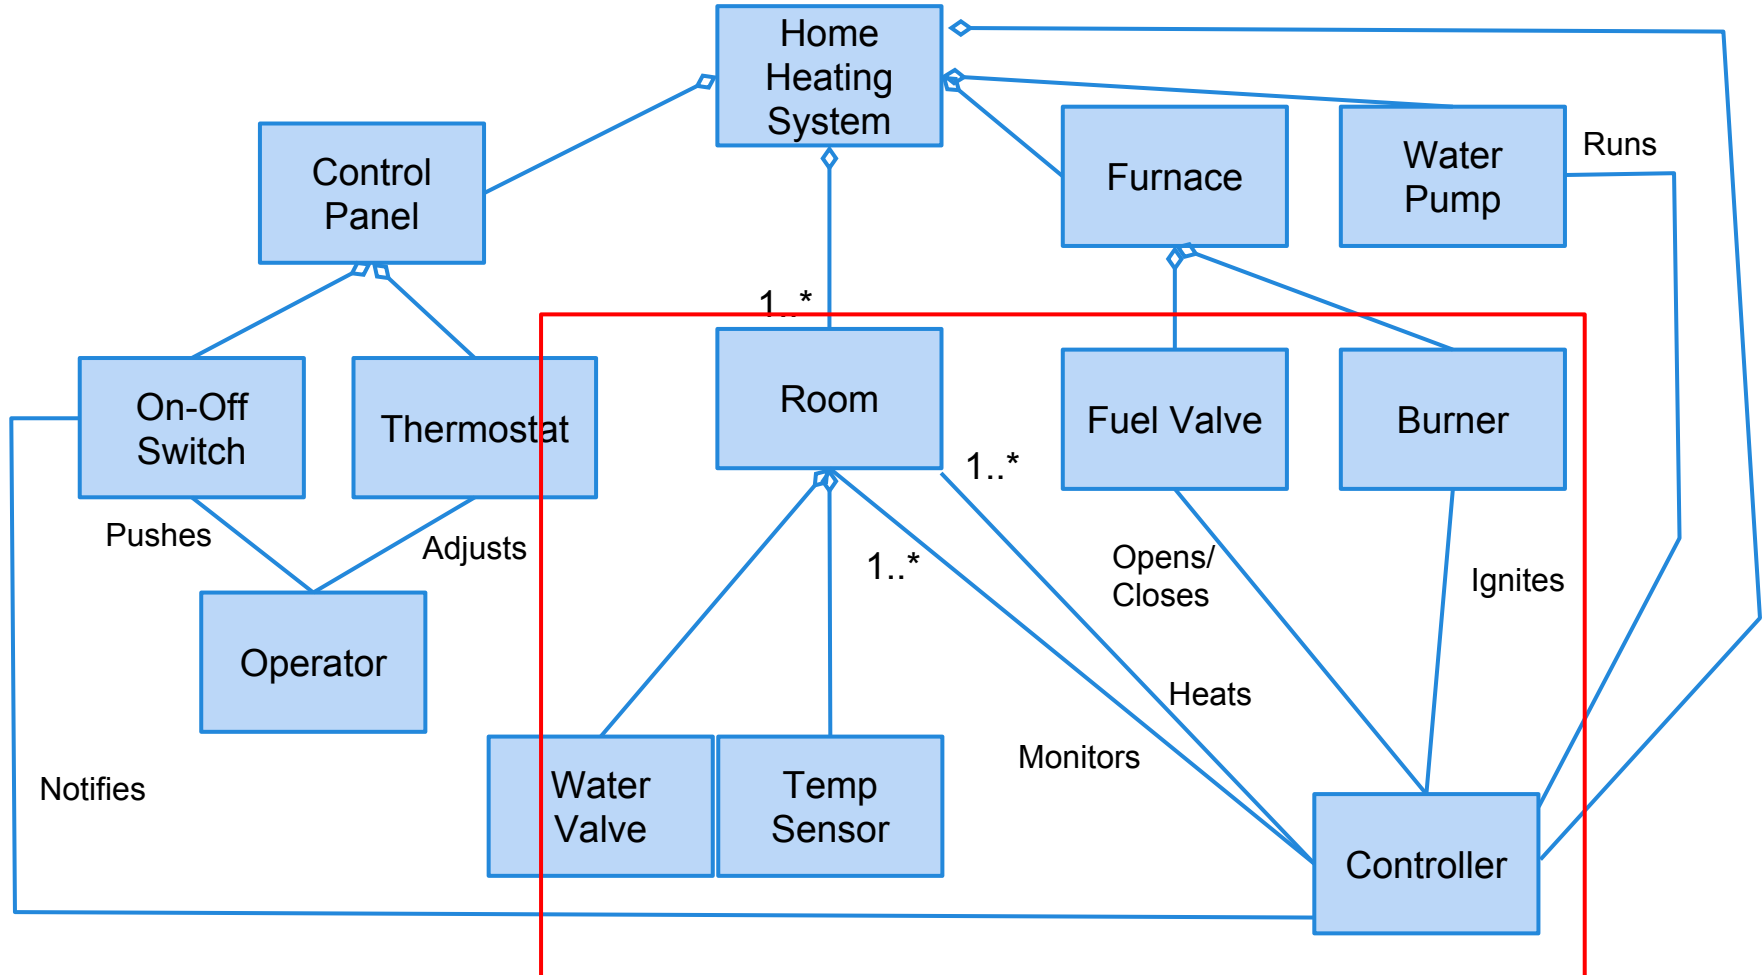 Home
Heating
System
Control
Panel
Furnace
Water
Pump
Runs
1..*
On-Off
Switch
Thermostat
Room
Fuel Valve
Burner
1..*
Pushes
Adjusts
1..*
Opens/
Closes
Ignites
Operator
Heats
Monitors
Notifies
Water
Valve
Temp
Sensor
Controller